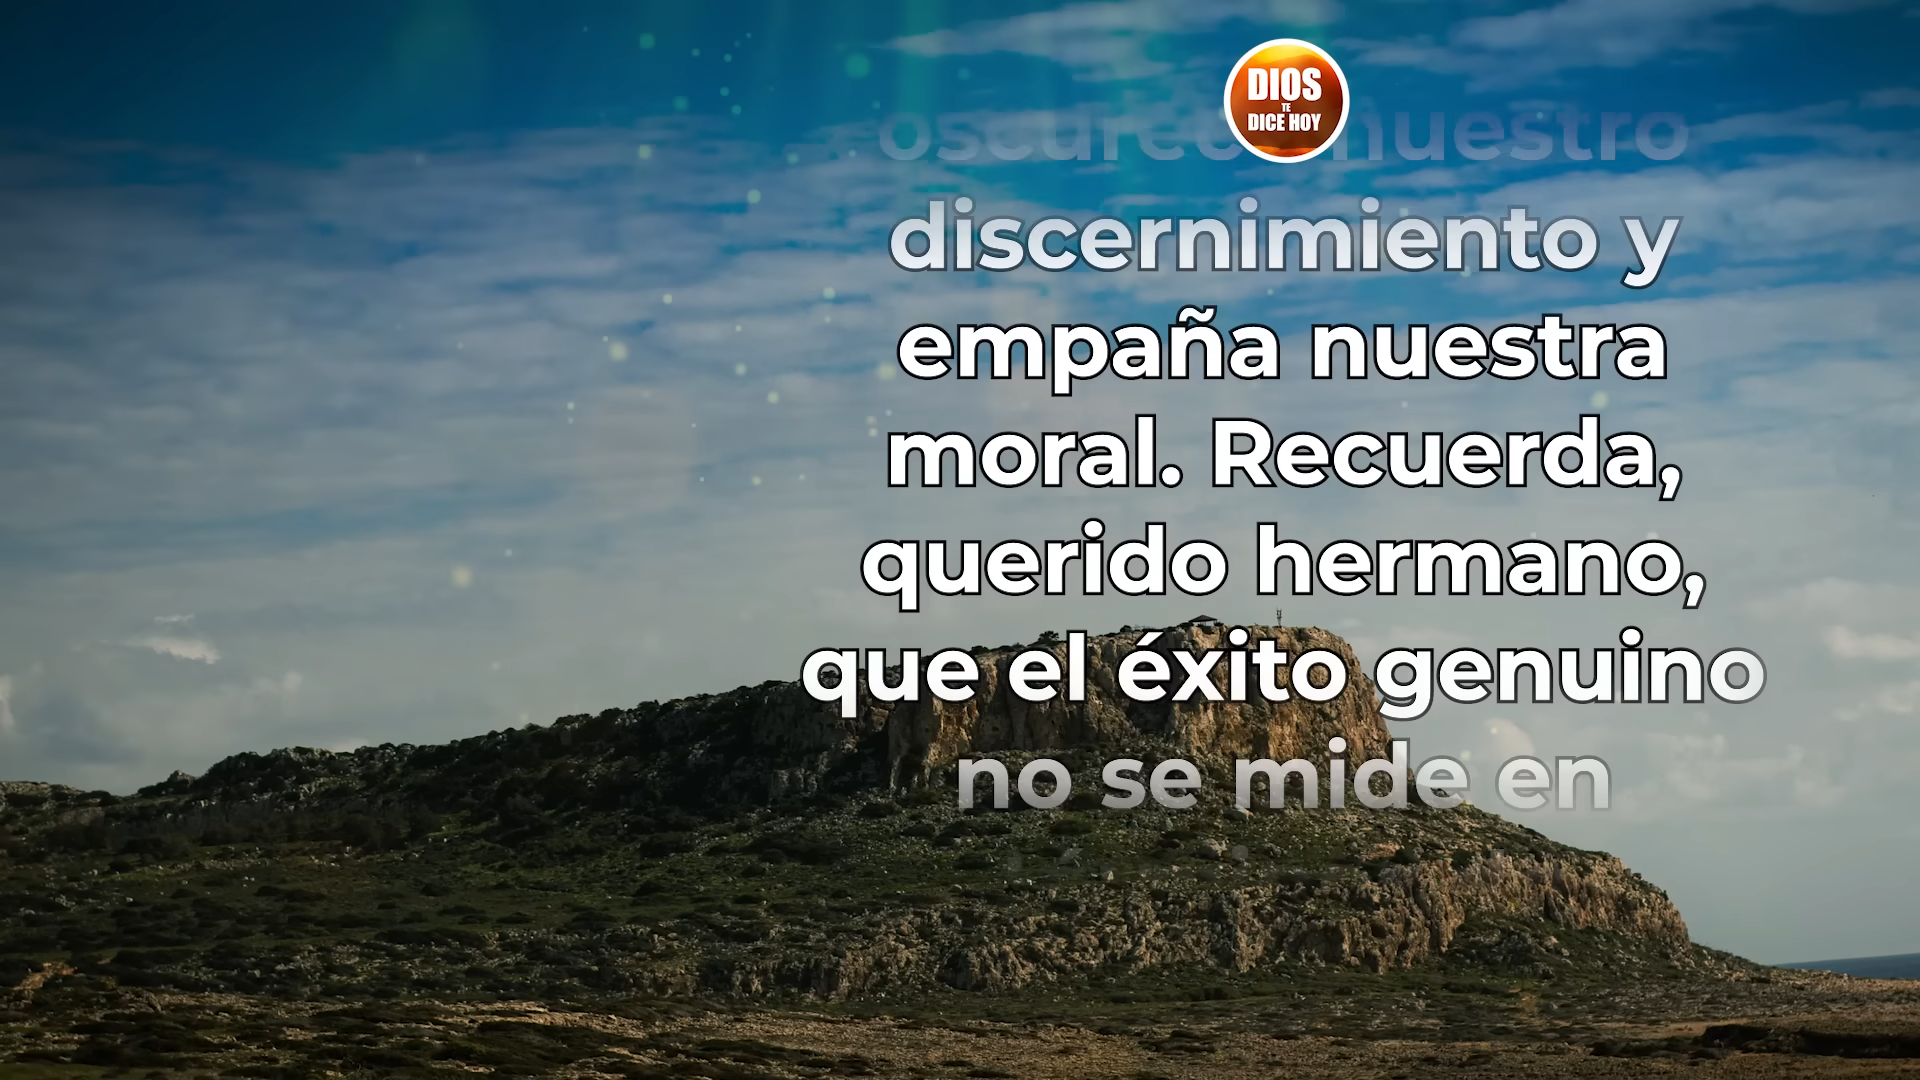 DIOS
TE
DICE HOY
nuestro
discernimiento y
empaña nuestra
moral. Recuerda,
querido hermano,
que el éxito genuino
no se mide en